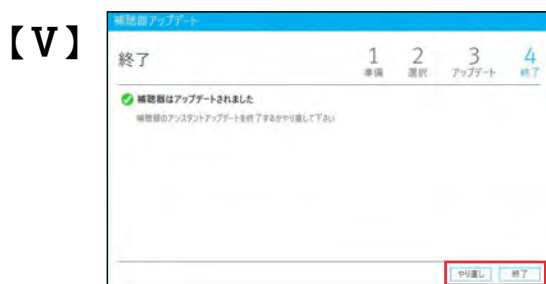 補聴器アップデート
【V】
終了
1 準備
2 選択
3 アップデート
4 終了
補聴器はアップデートされました
補聴器のアシスタントアップデートを終了するかやり直して下さい
やり直し
終了